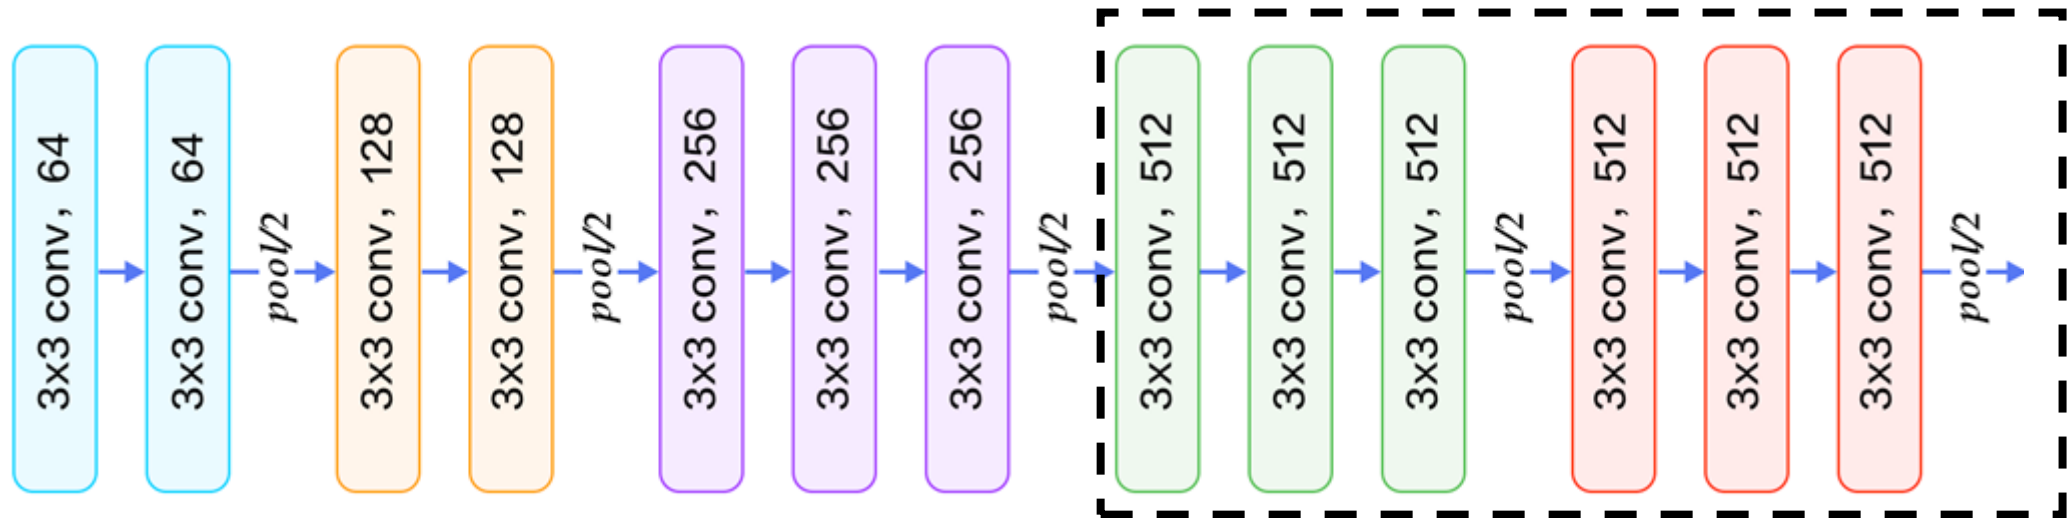 3x3 conv, 64
3x3 conv, 64
pool/2
3x3 conv, 128
3x3 conv, 128
pool/2
3x3 conv, 256
3x3 conv, 256
3x3 conv, 256
pool/2
3x3 conv, 512
3x3 conv, 512
3x3 conv, 512
pool/2
3x3 conv, 512
3x3 conv, 512
3x3 conv, 512
pool/2